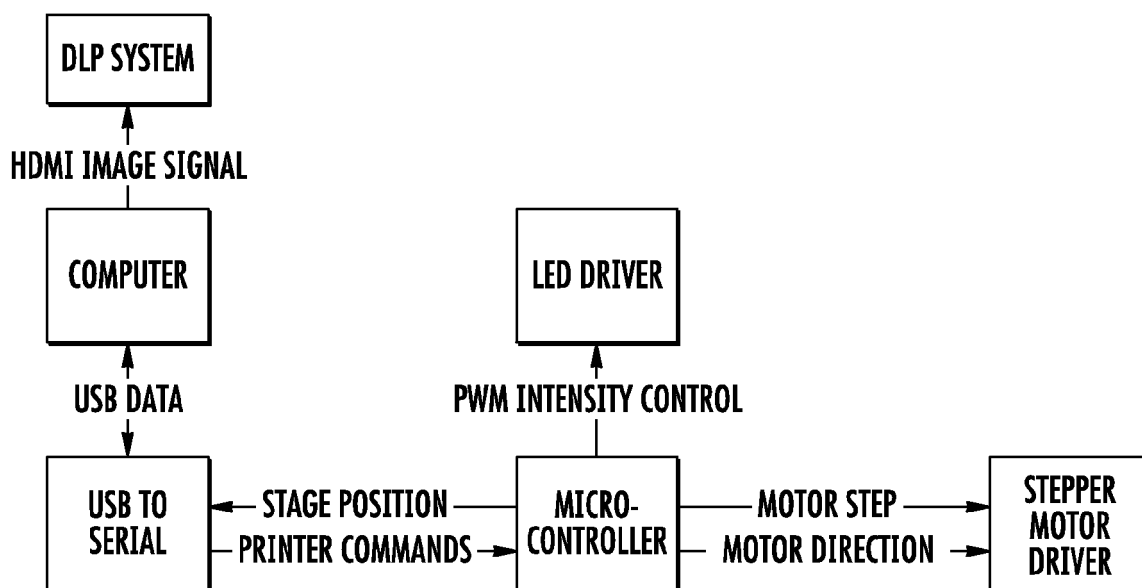 DLP SYSTEM
HDMI IMAGE SIGNAL
COMPUTER
LED DRIVER
USB DATA
PWM INTENSITY CONTROL
USB TO
SERIAL
STAGE POSITION
PRINTER COMMANDS
MICRO-
CONTROLLER
MOTOR STEP
MOTOR DIRECTION
STEPPER
MOTOR
DRIVER